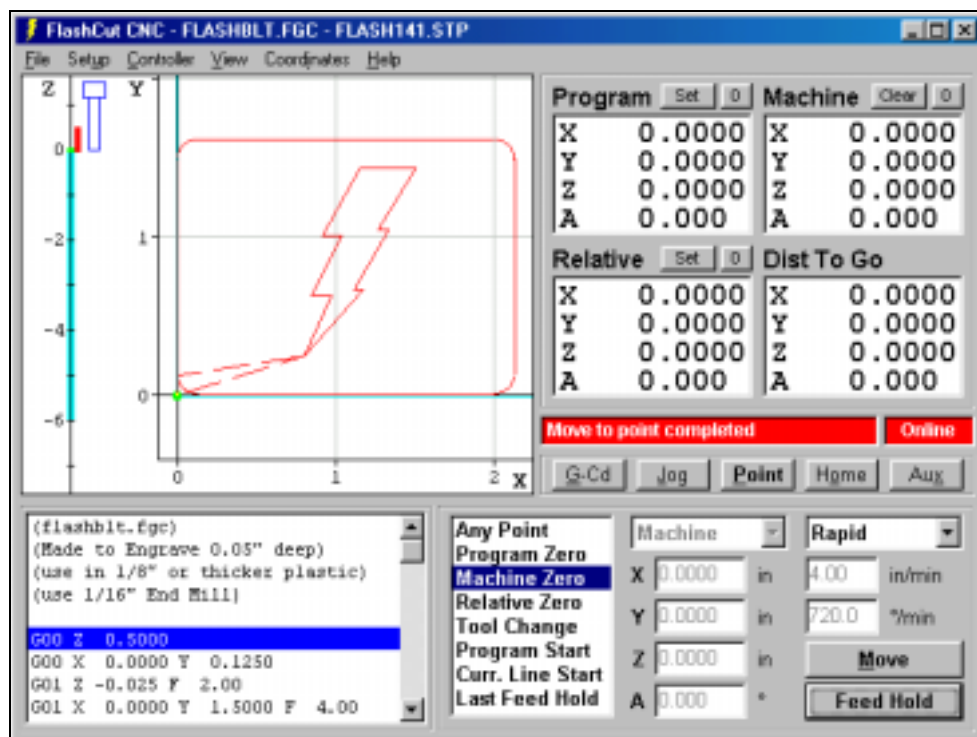 FlashCut CNC - FLASHBLT.FGC - FLASH141.STP
File Setup Controller View Coordinates Help
Z Y
0
-2
-4
-6
1
0
0 1 2 X
Program Set 0
X 0.0000
Y 0.0000
Z 0.0000
A 0.000
Machine Clear 0
X 0.0000
Y 0.0000
Z 0.0000
A 0.000
Relative Set 0
X 0.0000
Y 0.0000
Z 0.0000
A 0.000
Dist To Go
X 0.0000
Y 0.0000
Z 0.0000
A 0.000
Move to point completed Online
G-Cd Jog Point Home Aux
(flashblt.fgc)
(Made to Engrave 0.05" deep)
(use in 1/8" or thicker plastic)
(use 1/16" End Mill)
G00 Z 0.5000
G00 X 0.0000 Y 0.1250
G01 Z -0.025 F 2.00
G01 X 0.0000 Y 1.5000 F 4.00
Any Point
Program Zero
Machine Zero
Relative Zero
Tool Change
Program Start
Curr. Line Start
Last Feed Hold
Machine
X 0.0000 in
Y 0.0000 in
Z 0.0000 in
A 0.000 °
Rapid
4.00 in/min
720.0 °/min
Move
Feed Hold